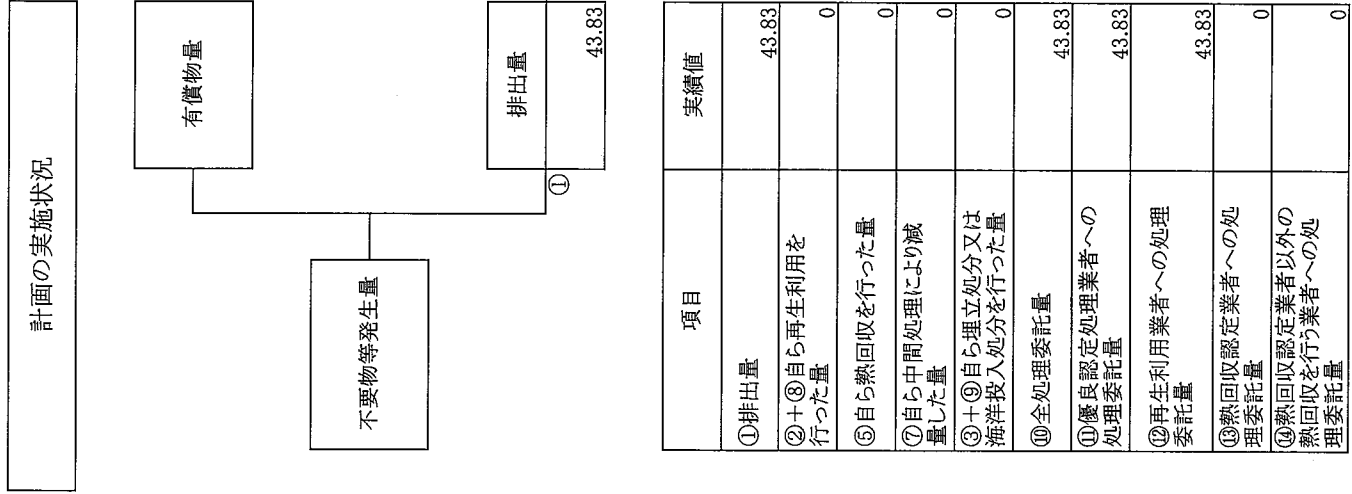 計画の実施状況
有償物量
不要物等発生量
排出量
①
43.83
項目
実績値
①排出量
43.83
②+⑧自ら再生利用を
行った量
0
⑤自ら熱回収を行った量
0
⑦自ら中間処理により減
量した量
0
③+⑨自ら埋立処分又は
海洋投入処分を行った量
0
⑩全処理委託量
43.83
⑪優良認定処理業者への
処理委託量
43.83
⑫再生利用業者への処理
委託量
43.83
⑬熱回収認定業者への処
理委託量
0
⑭熱回収認定業者以外の
熱回収を行う業者への処
理委託量
0